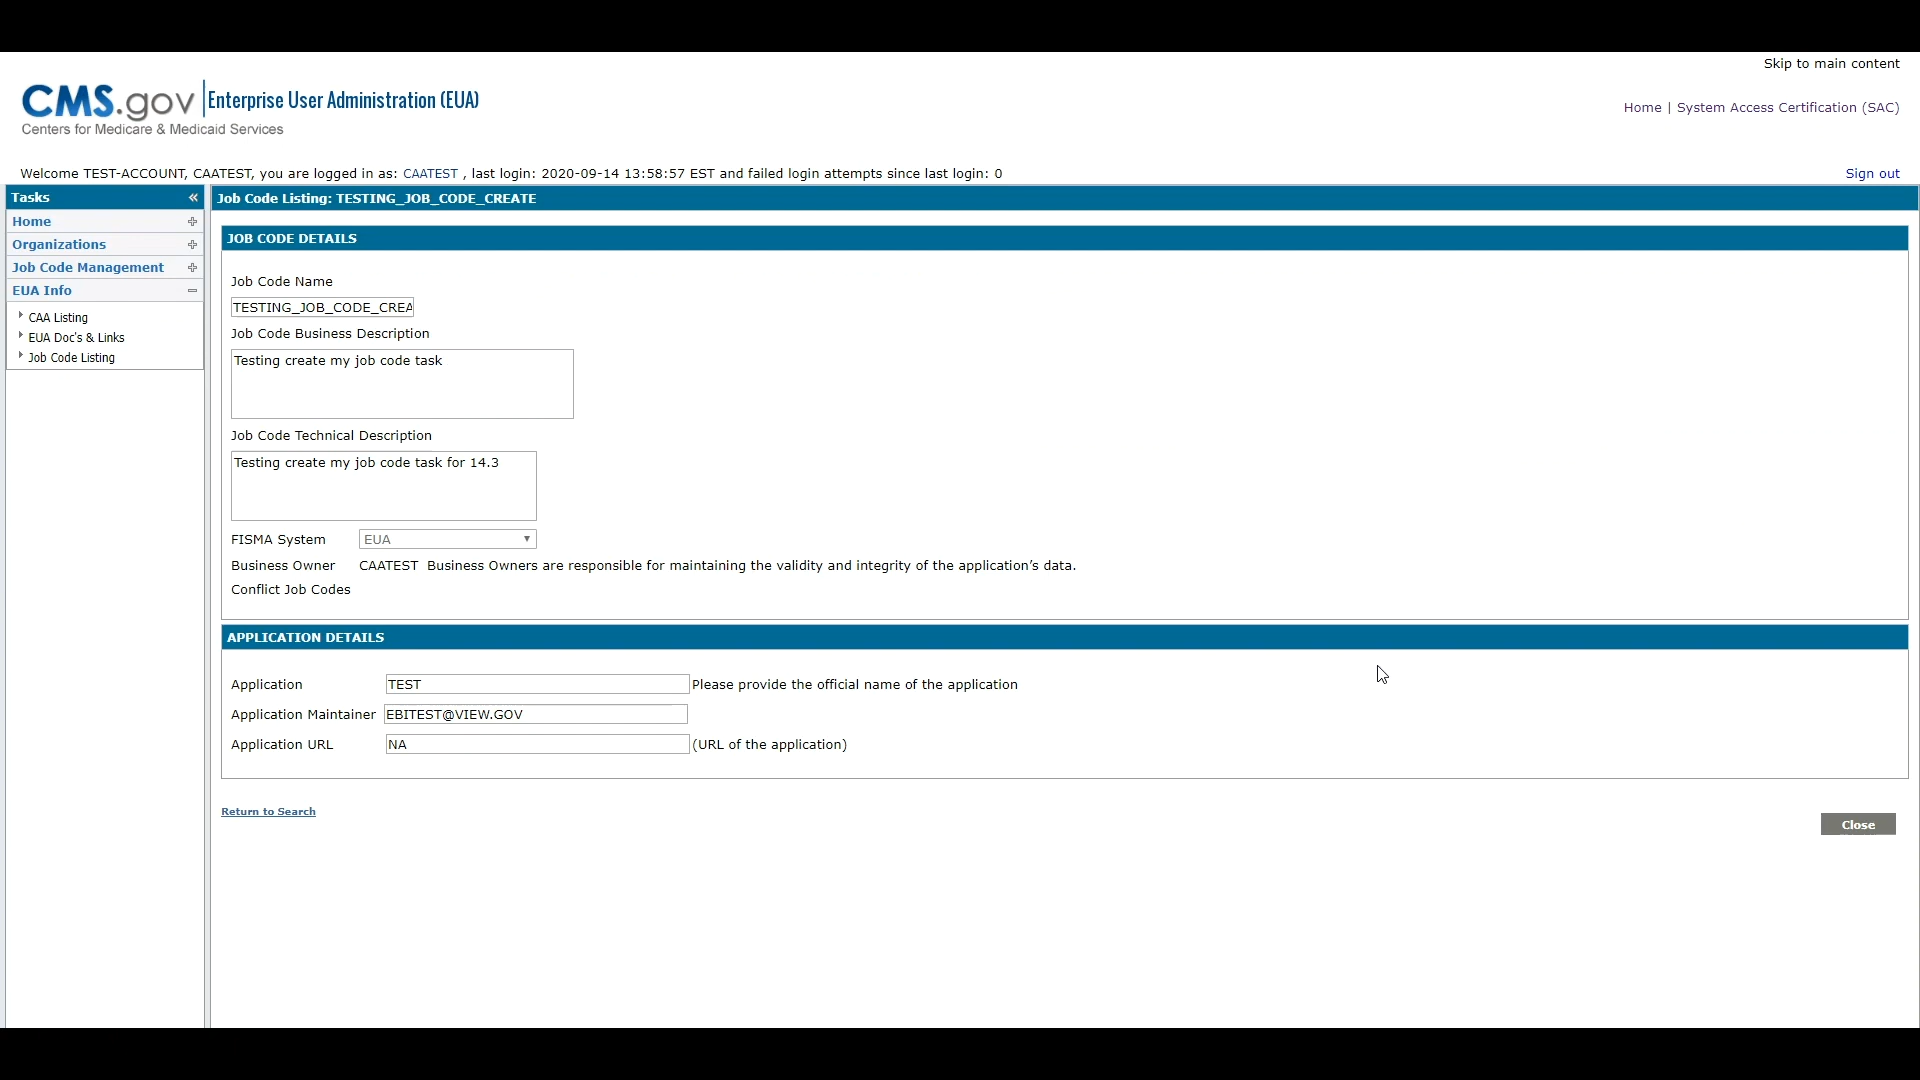 Skip to main content
CMS.gov Enterprise User Administration (EUA)
Centers for Medicare & Medicaid Services
Home | System Access Certification (SAC)
Welcome TEST-ACCOUNT, CAATEST, you are logged in as: CAATEST , last login: 2020-09-14 13:58:57 EST and failed login attempts since last login: 0
Sign out
Tasks «
Home
Organizations
Job Code Management
EUA Info
CAA Listing
EUA Doc's & Links
Job Code Listing
Job Code Listing: TESTING_JOB_CODE_CREATE
JOB CODE DETAILS
Job Code Name
TESTING_JOB_CODE_CREA
Job Code Business Description
Testing create my job code task
Job Code Technical Description
Testing create my job code task for 14.3
FISMA System EUA
Business Owner CAATEST Business Owners are responsible for maintaining the validity and integrity of the application’s data.
Conflict Job Codes
APPLICATION DETAILS
Application TEST Please provide the official name of the application
Application Maintainer EBITEST@VIEW.GOV
Application URL NA (URL of the application)
Return to Search
Close